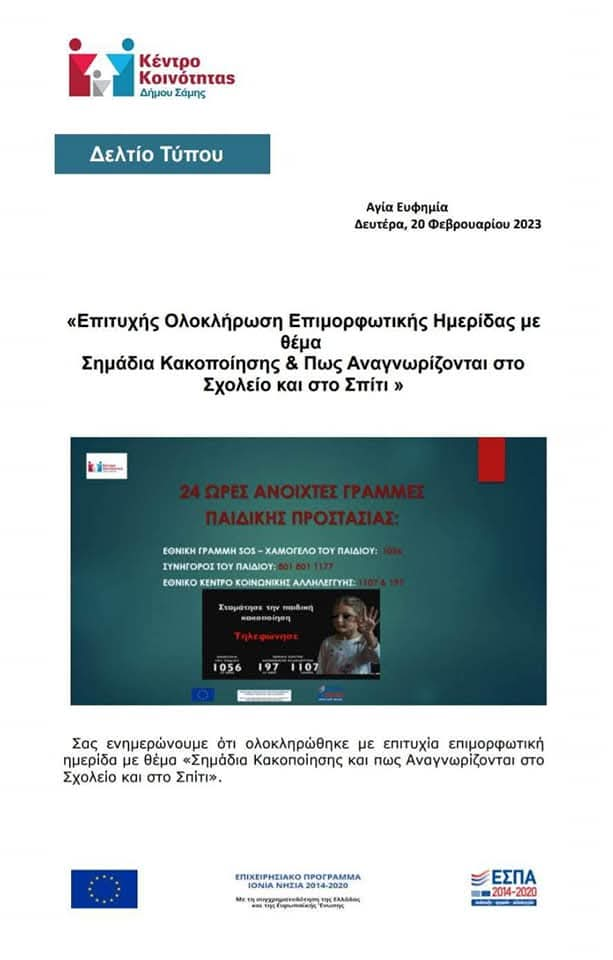 Κέντρο
Κοινότητας
Δήμου Σάμης
Δελτίο Τύπου
Αγία Ευφημία
Δευτέρα, 20 Φεβρουαρίου 2023
«Επιτυχής Ολοκλήρωση Επιμορφωτικής Ημερίδας με
θέμα
Σημάδια Κακοποίησης & Πως Αναγνωρίζονται στο
Σχολείο και στο Σπίτι »
Κέντρο
Κοινότητας
24 ΩΡΕΣ ΑΝΟΙΧΤΕΣ ΓΡΑΜΜΕΣ
ΠΑΙΔΙΚΗΣ ΠΡΟΣΤΑΣΙΑΣ:
ΕΘΝΙΚΗ ΓΡΑΜΜΗ SOS – ΧΑΜΟΓΕΛΟ ΤΟΥ ΠΑΙΔΙΟΥ: 1056
ΣΥΝΗΓΟΡΟΣ ΤΟΥ ΠΑΙΔΙΟΥ: 801 801 1177
ΕΘΝΙΚΟ ΚΕΝΤΡΟ ΚΟΙΝΩΝΙΚΗΣ ΑΛΛΗΛΕΓΓΥΗΣ: 1107 & 197
Σταμάτησε την παιδική
κακοποίηση
Τηλεφώνησε
1056 197 1107
Σας ενημερώνουμε ότι ολοκληρώθηκε με επιτυχία επιμορφωτική
ημερίδα με θέμα «Σημάδια Κακοποίησης και πως Αναγνωρίζονται στο
Σχολείο και στο Σπίτι».
ΕΠΙΧΕΙΡΗΣΙΑΚΟ ΠΡΟΓΡΑΜΜΑ
ΙΟΝΙΑ ΝΗΣΙΑ 2014-2020
Με τη συγχρηματοδότηση της Ελλάδας
και της Ευρωπαϊκής Ένωσης
ΕΣΠΑ
2014-2020
ανάπτυξη - εργασία - αλληλεγγύη